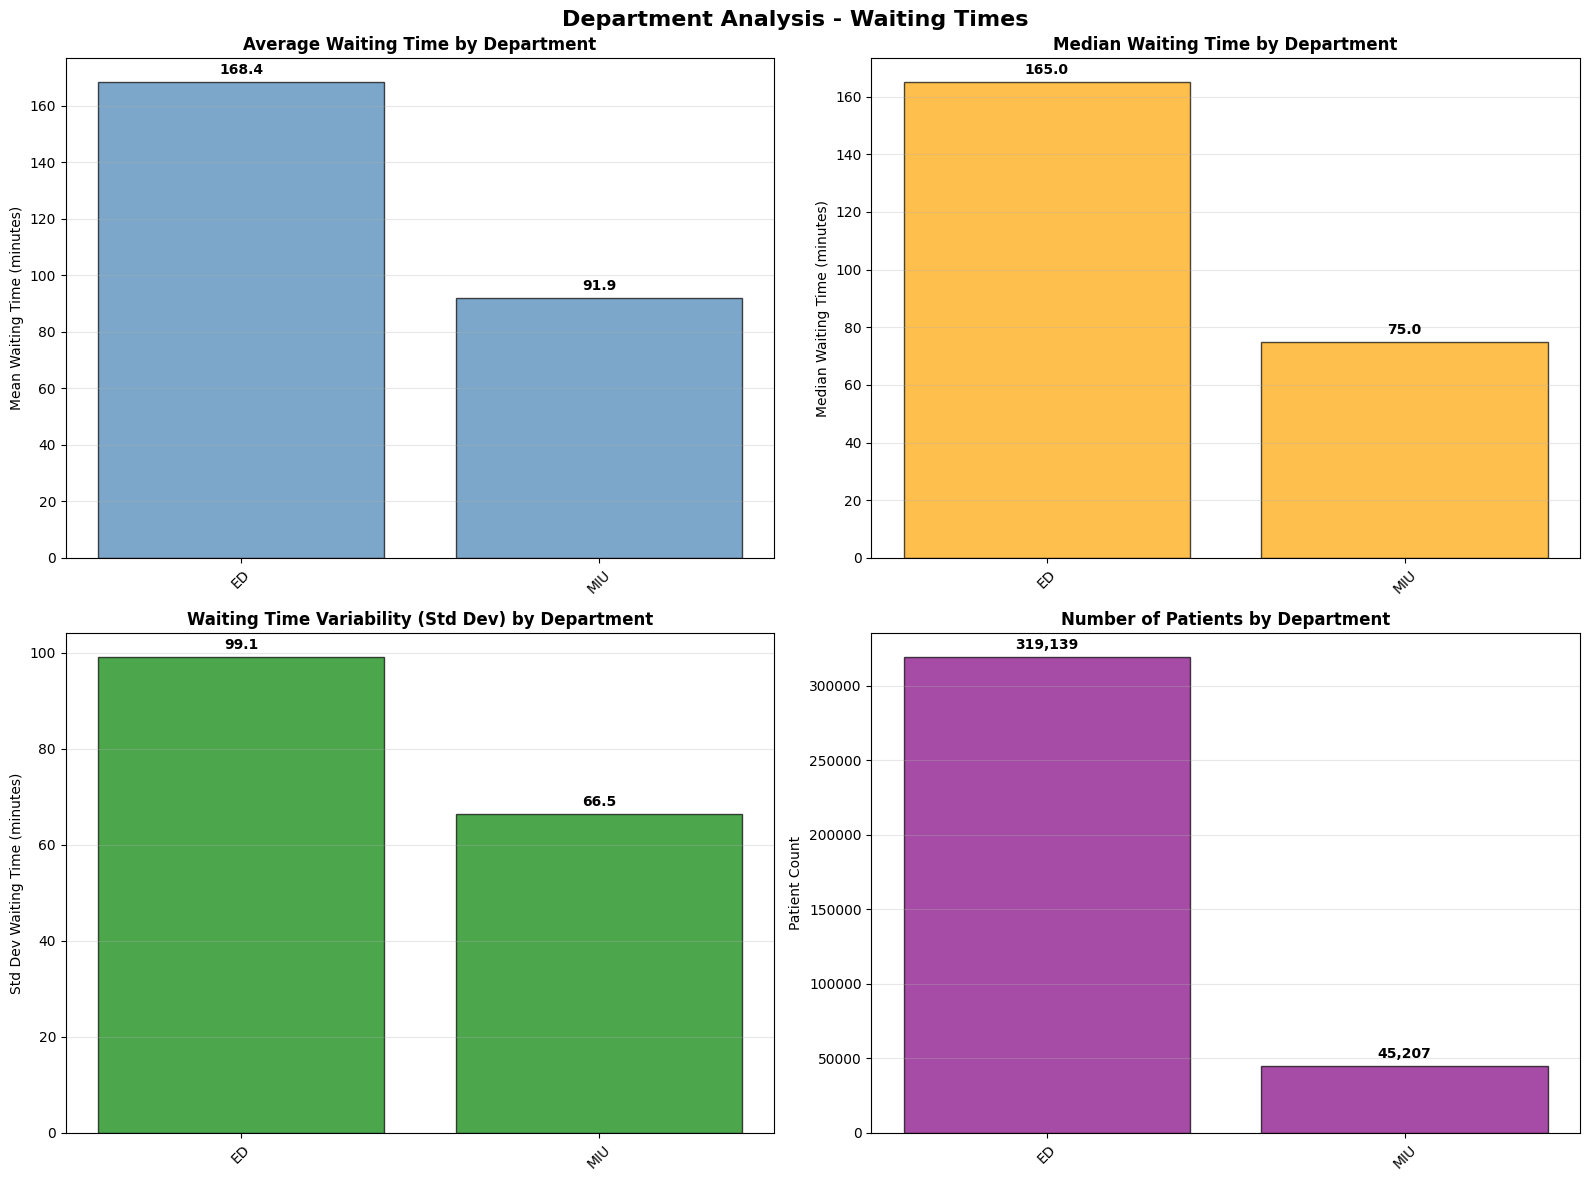 Department Analysis - Waiting Times
Average Waiting Time by Department
Mean Waiting Time (minutes)
160
140
120
100
80
60
40
20
0
168.4
91.9
ED
MIU
Median Waiting Time by Department
Median Waiting Time (minutes)
160
140
120
100
80
60
40
20
0
165.0
75.0
ED
MIU
Waiting Time Variability (Std Dev) by Department
Std Dev Waiting Time (minutes)
100
80
60
40
20
0
99.1
66.5
ED
MIU
Number of Patients by Department
Patient Count
300000
250000
200000
150000
100000
50000
0
319,139
45,207
ED
MIU